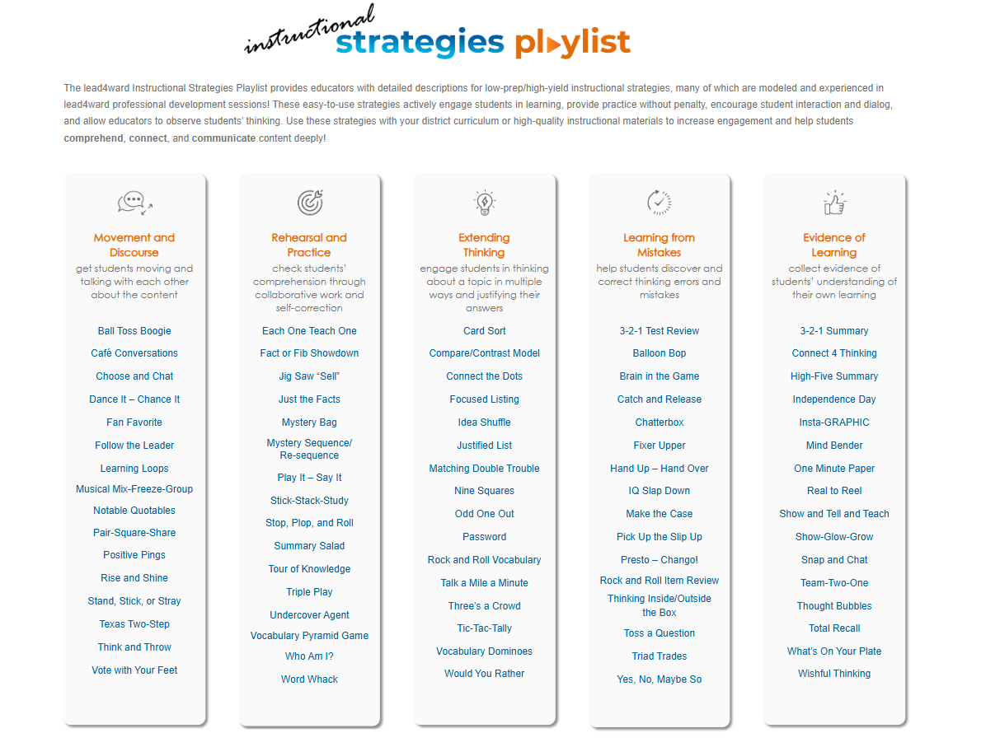 instructional
strategies playlist
The lead4ward Instructional Strategies Playlist provides educators with detailed descriptions for low-prep/high-yield instructional strategies, many of which are modeled and experienced in
lead4ward professional development sessions! These easy-to-use strategies actively engage students in learning, provide practice without penalty, encourage student interaction and dialog,
and allow educators to observe students' thinking. Use these strategies with your district curriculum or high-quality instructional materials to increase engagement and help students
comprehend, connect, and communicate content deeply!
Movement and
Discourse
get students moving and
talking with each other
about the content
Ball Toss Boogie
Café Conversations
Choose and Chat
Dance It – Chance It
Fan Favorite
Follow the Leader
Learning Loops
Musical Mix-Freeze-Group
Notable Quotables
Pair-Square-Share
Positive Pings
Rise and Shine
Stand, Stick, or Stray
Texas Two-Step
Think and Throw
Vote with Your Feet
Rehearsal and
Practice
check students'
comprehension through
collaborative work and
self-correction
Each One Teach One
Fact or Fib Showdown
Jig Saw “Sell”
Just the Facts
Mystery Bag
Mystery Sequence/
Re-sequence
Play It – Say It
Stick-Stack-Study
Stop, Plop, and Roll
Summary Salad
Tour of Knowledge
Triple Play
Undercover Agent
Vocabulary Pyramid Game
Who Am I?
Word Whack
Extending
Thinking
engage students in thinking
about a topic in multiple
ways and justifying their
answers
Card Sort
Compare/Contrast Model
Connect the Dots
Focused Listing
Idea Shuffle
Justified List
Matching Double Trouble
Nine Squares
Odd One Out
Password
Rock and Roll Vocabulary
Talk a Mile a Minute
Three's a Crowd
Tic-Tac-Tally
Vocabulary Dominoes
Would You Rather
Learning from
Mistakes
help students discover and
correct thinking errors and
mistakes
3-2-1 Test Review
Balloon Bop
Brain in the Game
Catch and Release
Chatterbox
Fixer Upper
Hand Up – Hand Over
IQ Slap Down
Make the Case
Pick Up the Slip Up
Presto – Chango!
Rock and Roll Item Review
Thinking Inside/Outside
the Box
Toss a Question
Triad Trades
Yes, No, Maybe So
Evidence of
Learning
collect evidence of
students' understanding of
their own learning
3-2-1 Summary
Connect 4 Thinking
High-Five Summary
Independence Day
Insta-GRAPHIC
Mind Bender
One Minute Paper
Real to Reel
Show and Tell and Teach
Show-Glow-Grow
Snap and Chat
Team-Two-One
Thought Bubbles
Total Recall
What's On Your Plate
Wishful Thinking